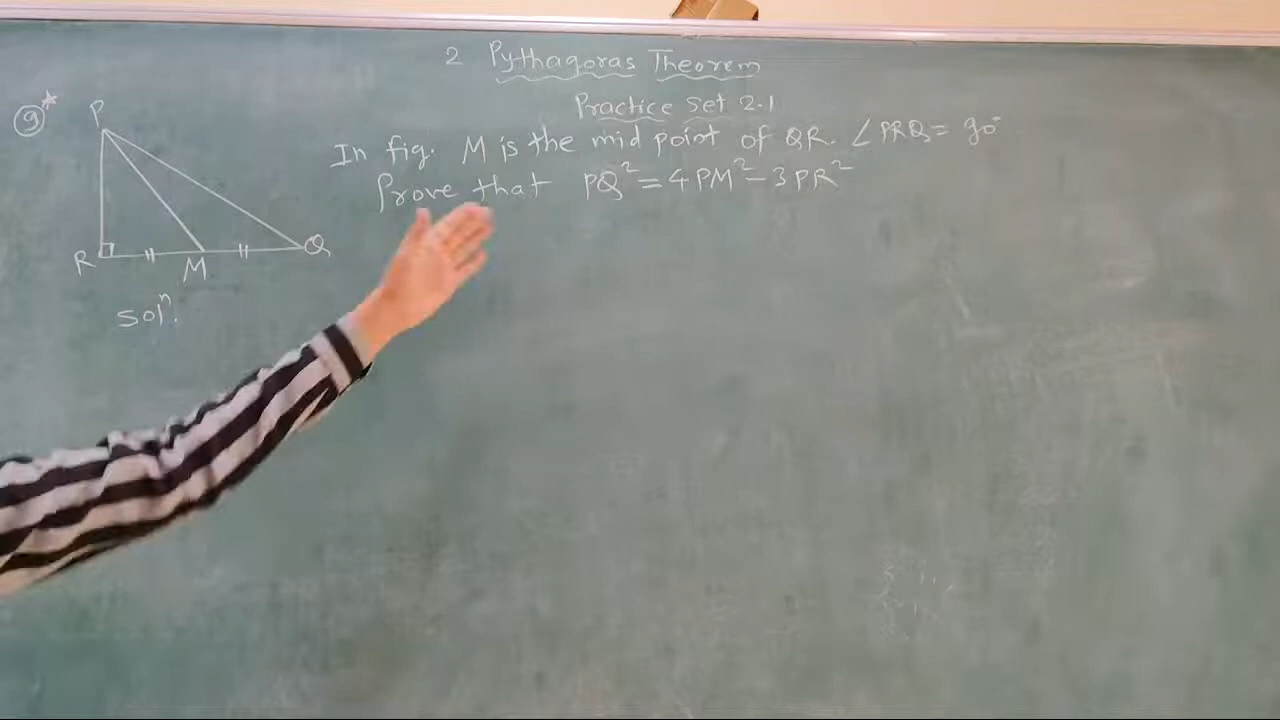 2 Pythagoras Theorem
Practice Set 2.1
9* 
In fig. M is the mid point of QR. ∠PRQ = 90°
Prove that PQ² = 4PM² – 3PR²
P
R M Q
solⁿ.